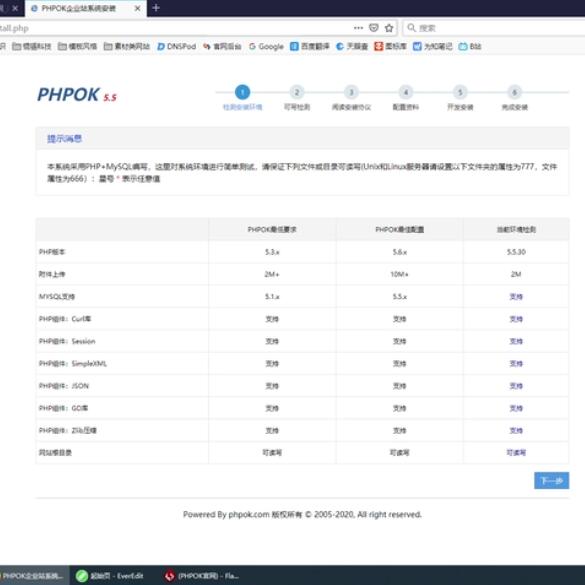 PHPOK企业站系统安装
tall.php
搜索
模板风格
素材类网站
DNSPod
官网后台
Google
百度翻译
天眼查
图标库
为知笔记
B站
PHPOK 5.5
1 2 3 4 5 6
检测安装环境 可写检测 阅读安装协议 配置资料 开发安装 完成安装
提示消息
本系统采用PHP+MySQL编写，这里对系统环境进行简单测试，请保证下列文件或目录可读写(Unix和Linux服务器请设置以下文件夹的属性为777，文件
属性为666）：星号 * 表示任意值
PHPOK最低要求 PHPOK最佳配置 当前环境检测
PHP版本 5.3.x 5.6.x 5.5.30
附件上传 2M+ 10M+ 2M
MYSQL支持 5.1.x 5.5.x 支持
PHP组件：Curl库 支持 支持 支持
PHP组件：Session 支持 支持 支持
PHP组件：SimpleXML 支持 支持 支持
PHP组件：JSON 支持 支持 支持
PHP组件：GD库 支持 支持 支持
PHP组件：Zlib压缩 支持 支持 支持
网站根目录 可读写 可读写 可读写
下一步
Powered By phpok.com 版权所有 © 2005-2020, All right reserved.
PHPOK企业站系统...
起始页 - EverEdit
(PHPOK官网) - Fla...